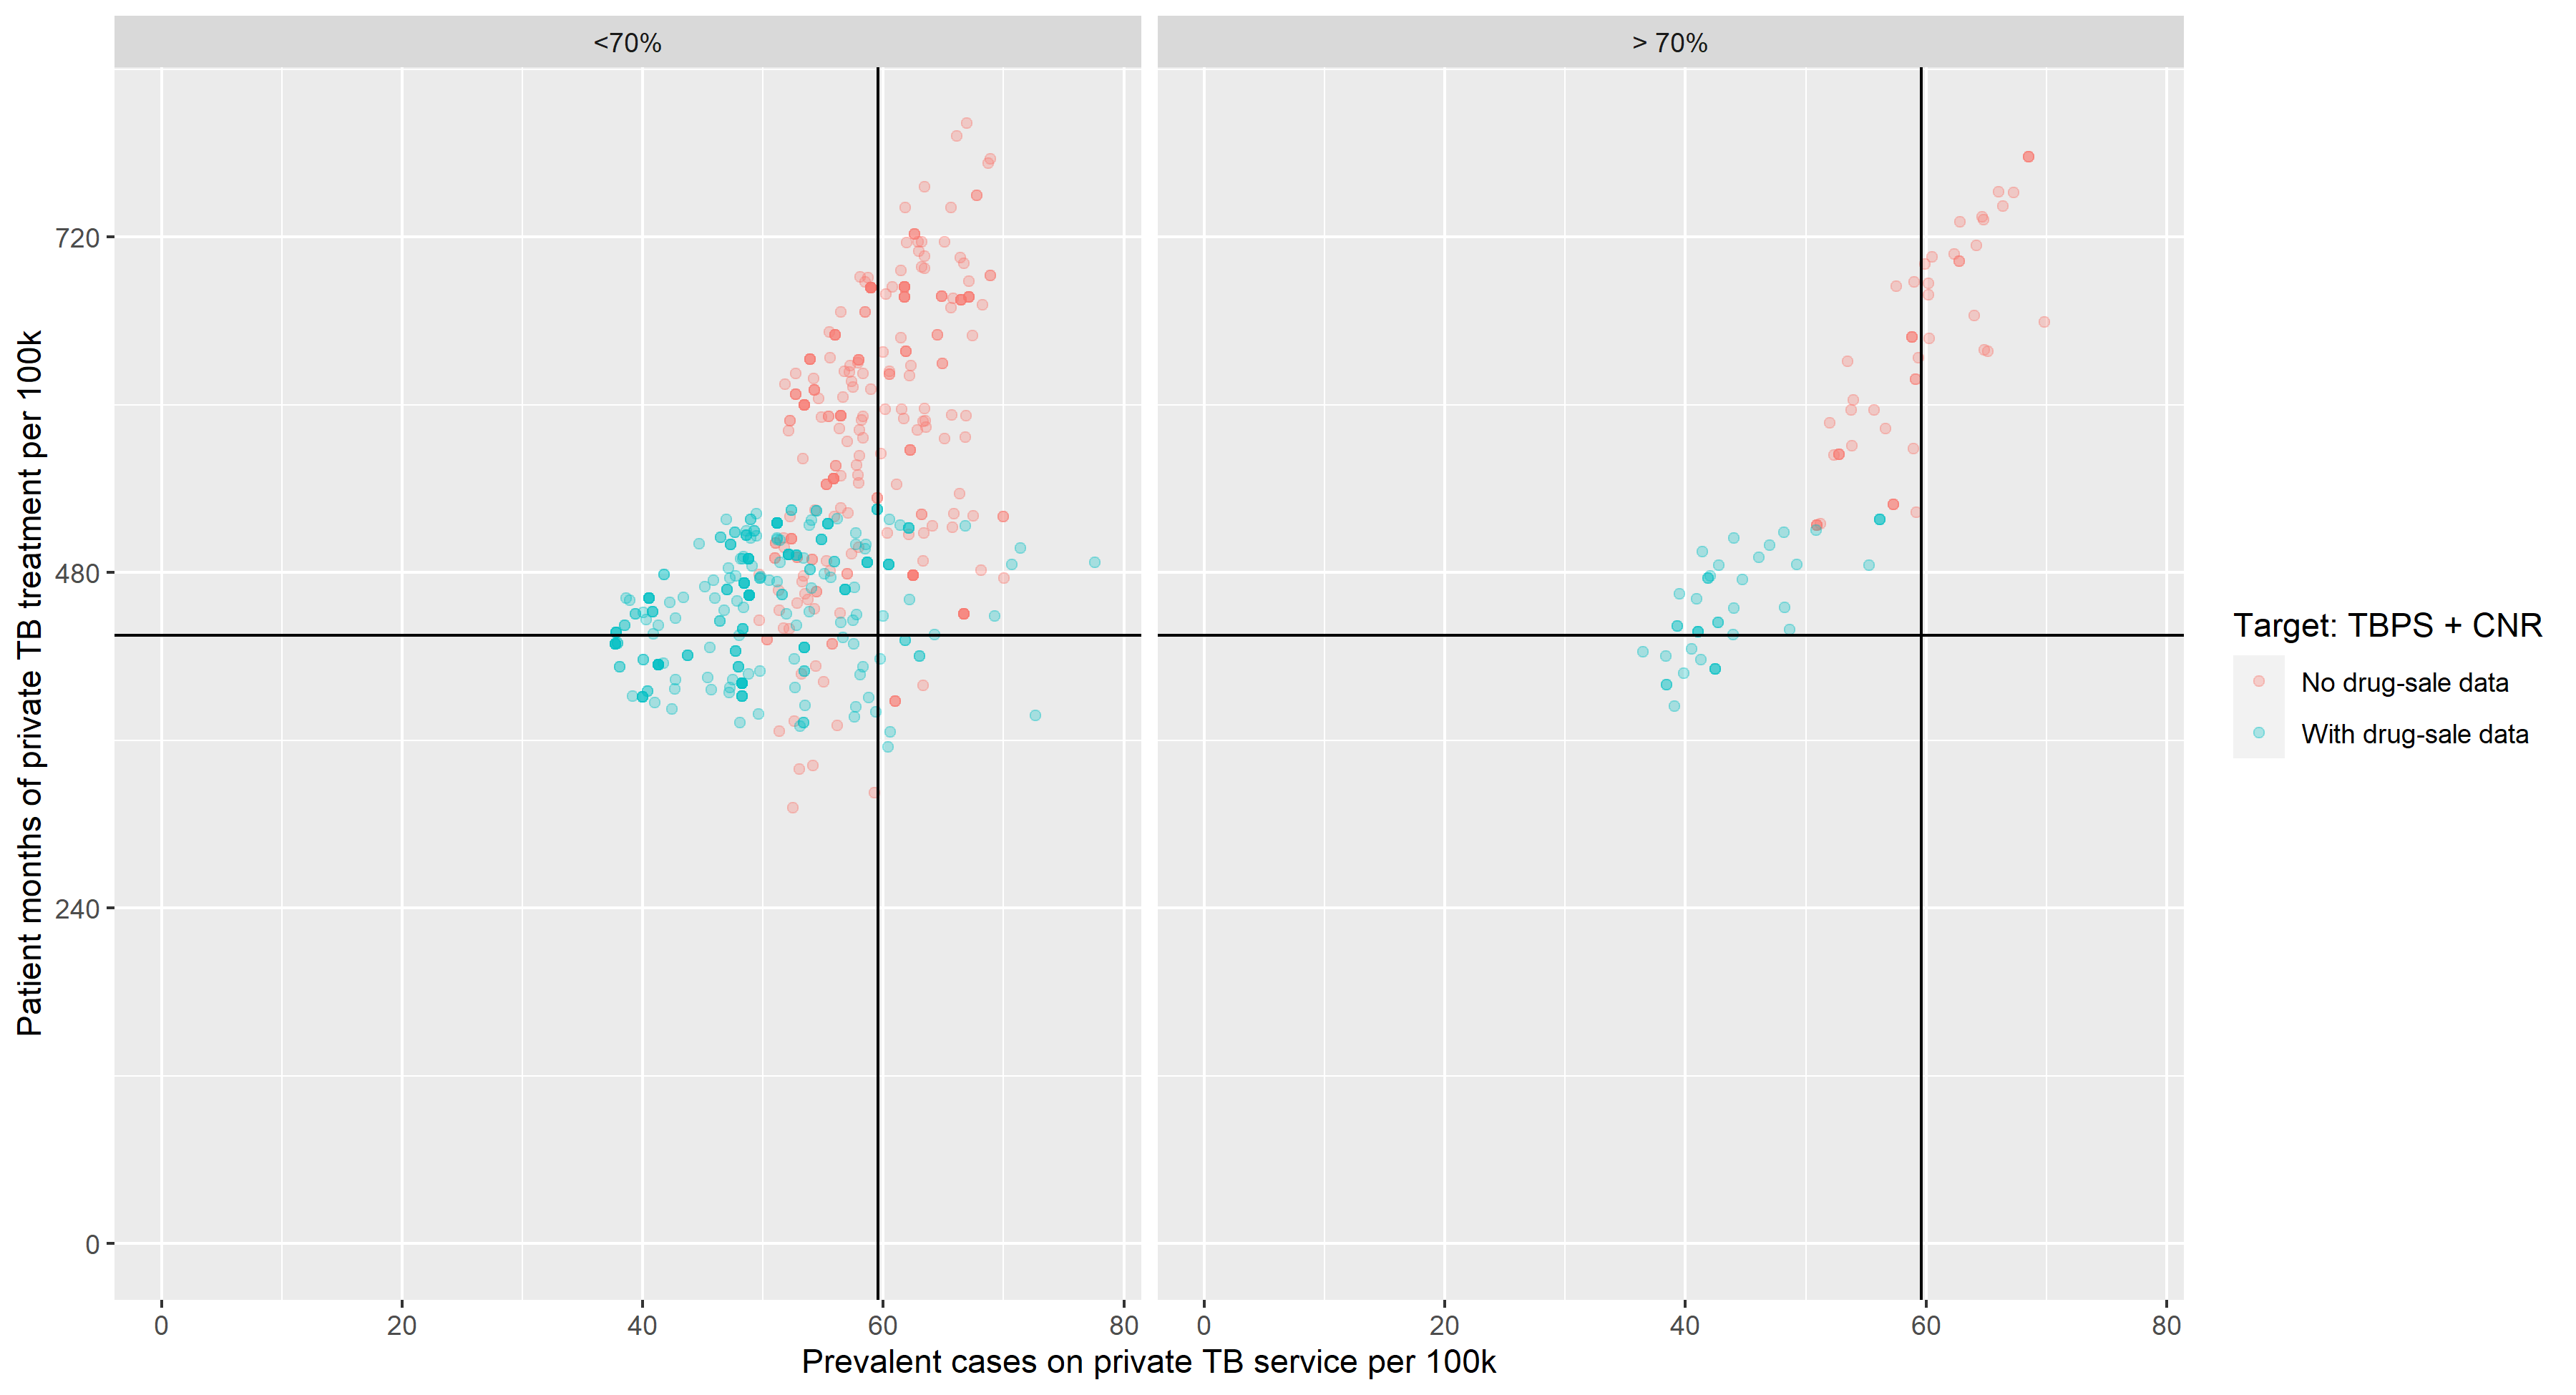 <70%
> 70%
Patient months of private TB treatment per 100k
720
480
240
0
0 20 40 60 80
0 20 40 60 80
Prevalent cases on private TB service per 100k
Target: TBPS + CNR
No drug-sale data
With drug-sale data